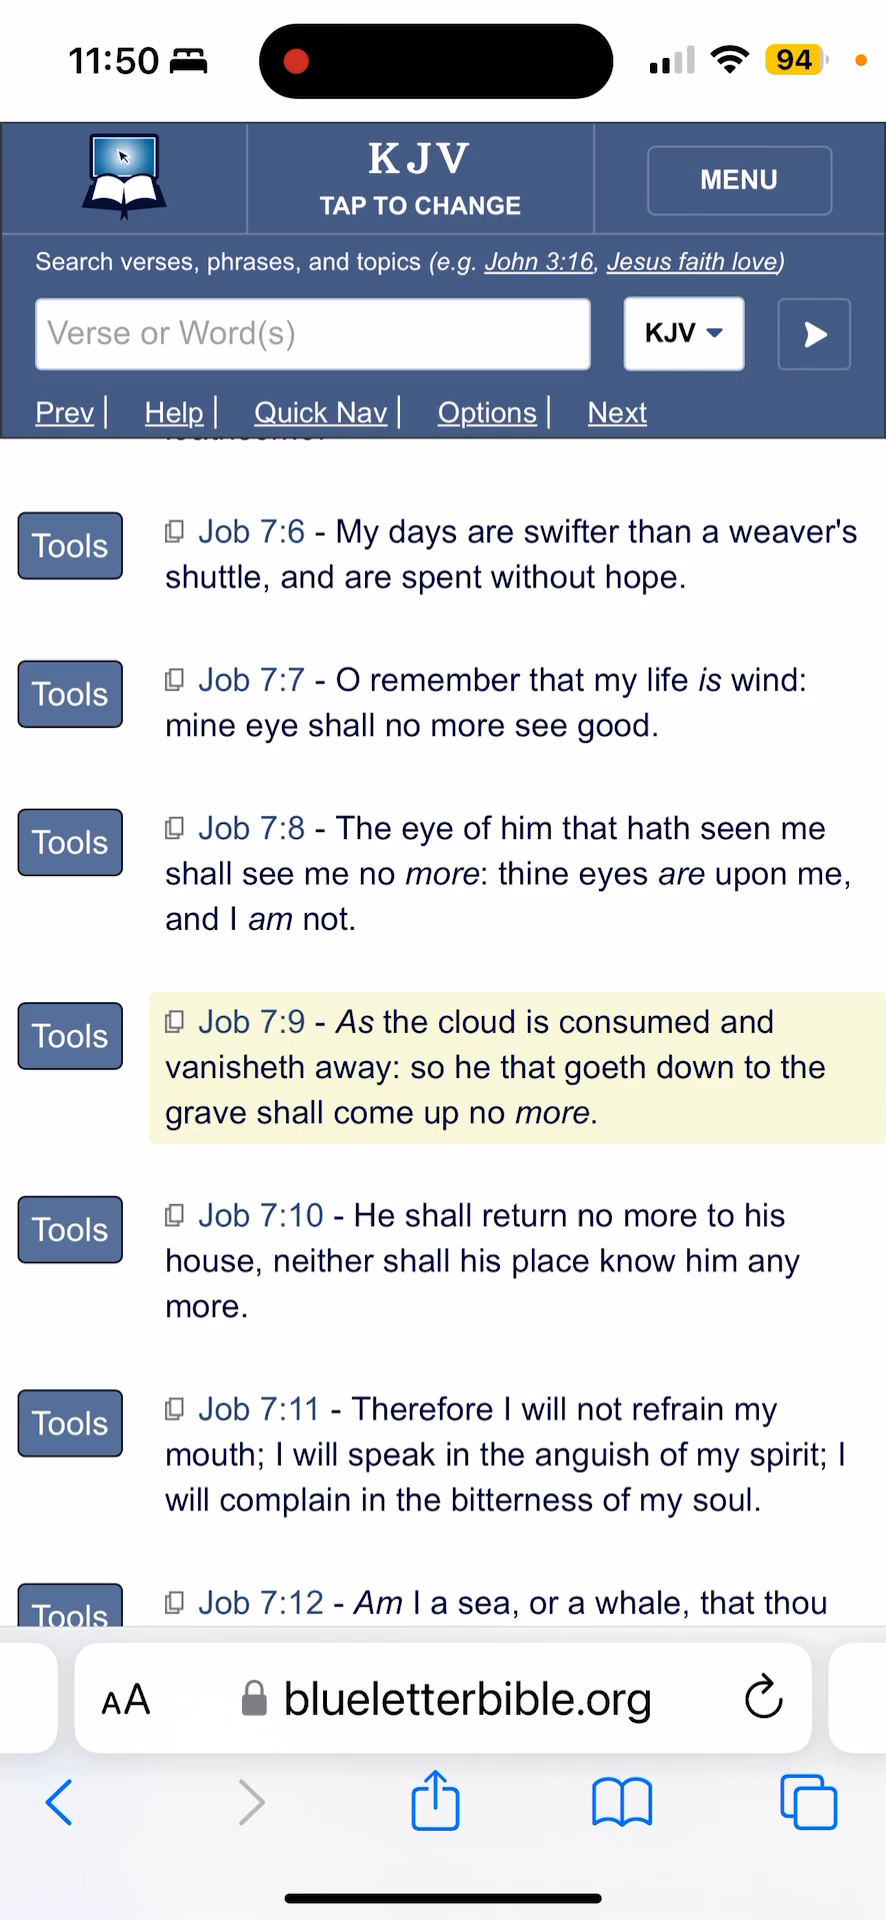 11:50
94
KJV
TAP TO CHANGE
MENU
Search verses, phrases, and topics (e.g. John 3:16, Jesus faith love)
Verse or Word(s)
KJV
Prev | Help | Quick Nav | Options | Next
Tools
Job 7:6 - My days are swifter than a weaver's
shuttle, and are spent without hope.
Tools
Job 7:7 - O remember that my life is wind:
mine eye shall no more see good.
Tools
Job 7:8 - The eye of him that hath seen me
shall see me no more: thine eyes are upon me,
and I am not.
Tools
Job 7:9 - As the cloud is consumed and
vanisheth away: so he that goeth down to the
grave shall come up no more.
Tools
Job 7:10 - He shall return no more to his
house, neither shall his place know him any
more.
Tools
Job 7:11 - Therefore I will not refrain my
mouth; I will speak in the anguish of my spirit; I
will complain in the bitterness of my soul.
Tools
Job 7:12 - Am I a sea, or a whale, that thou
AA
blueletterbible.org